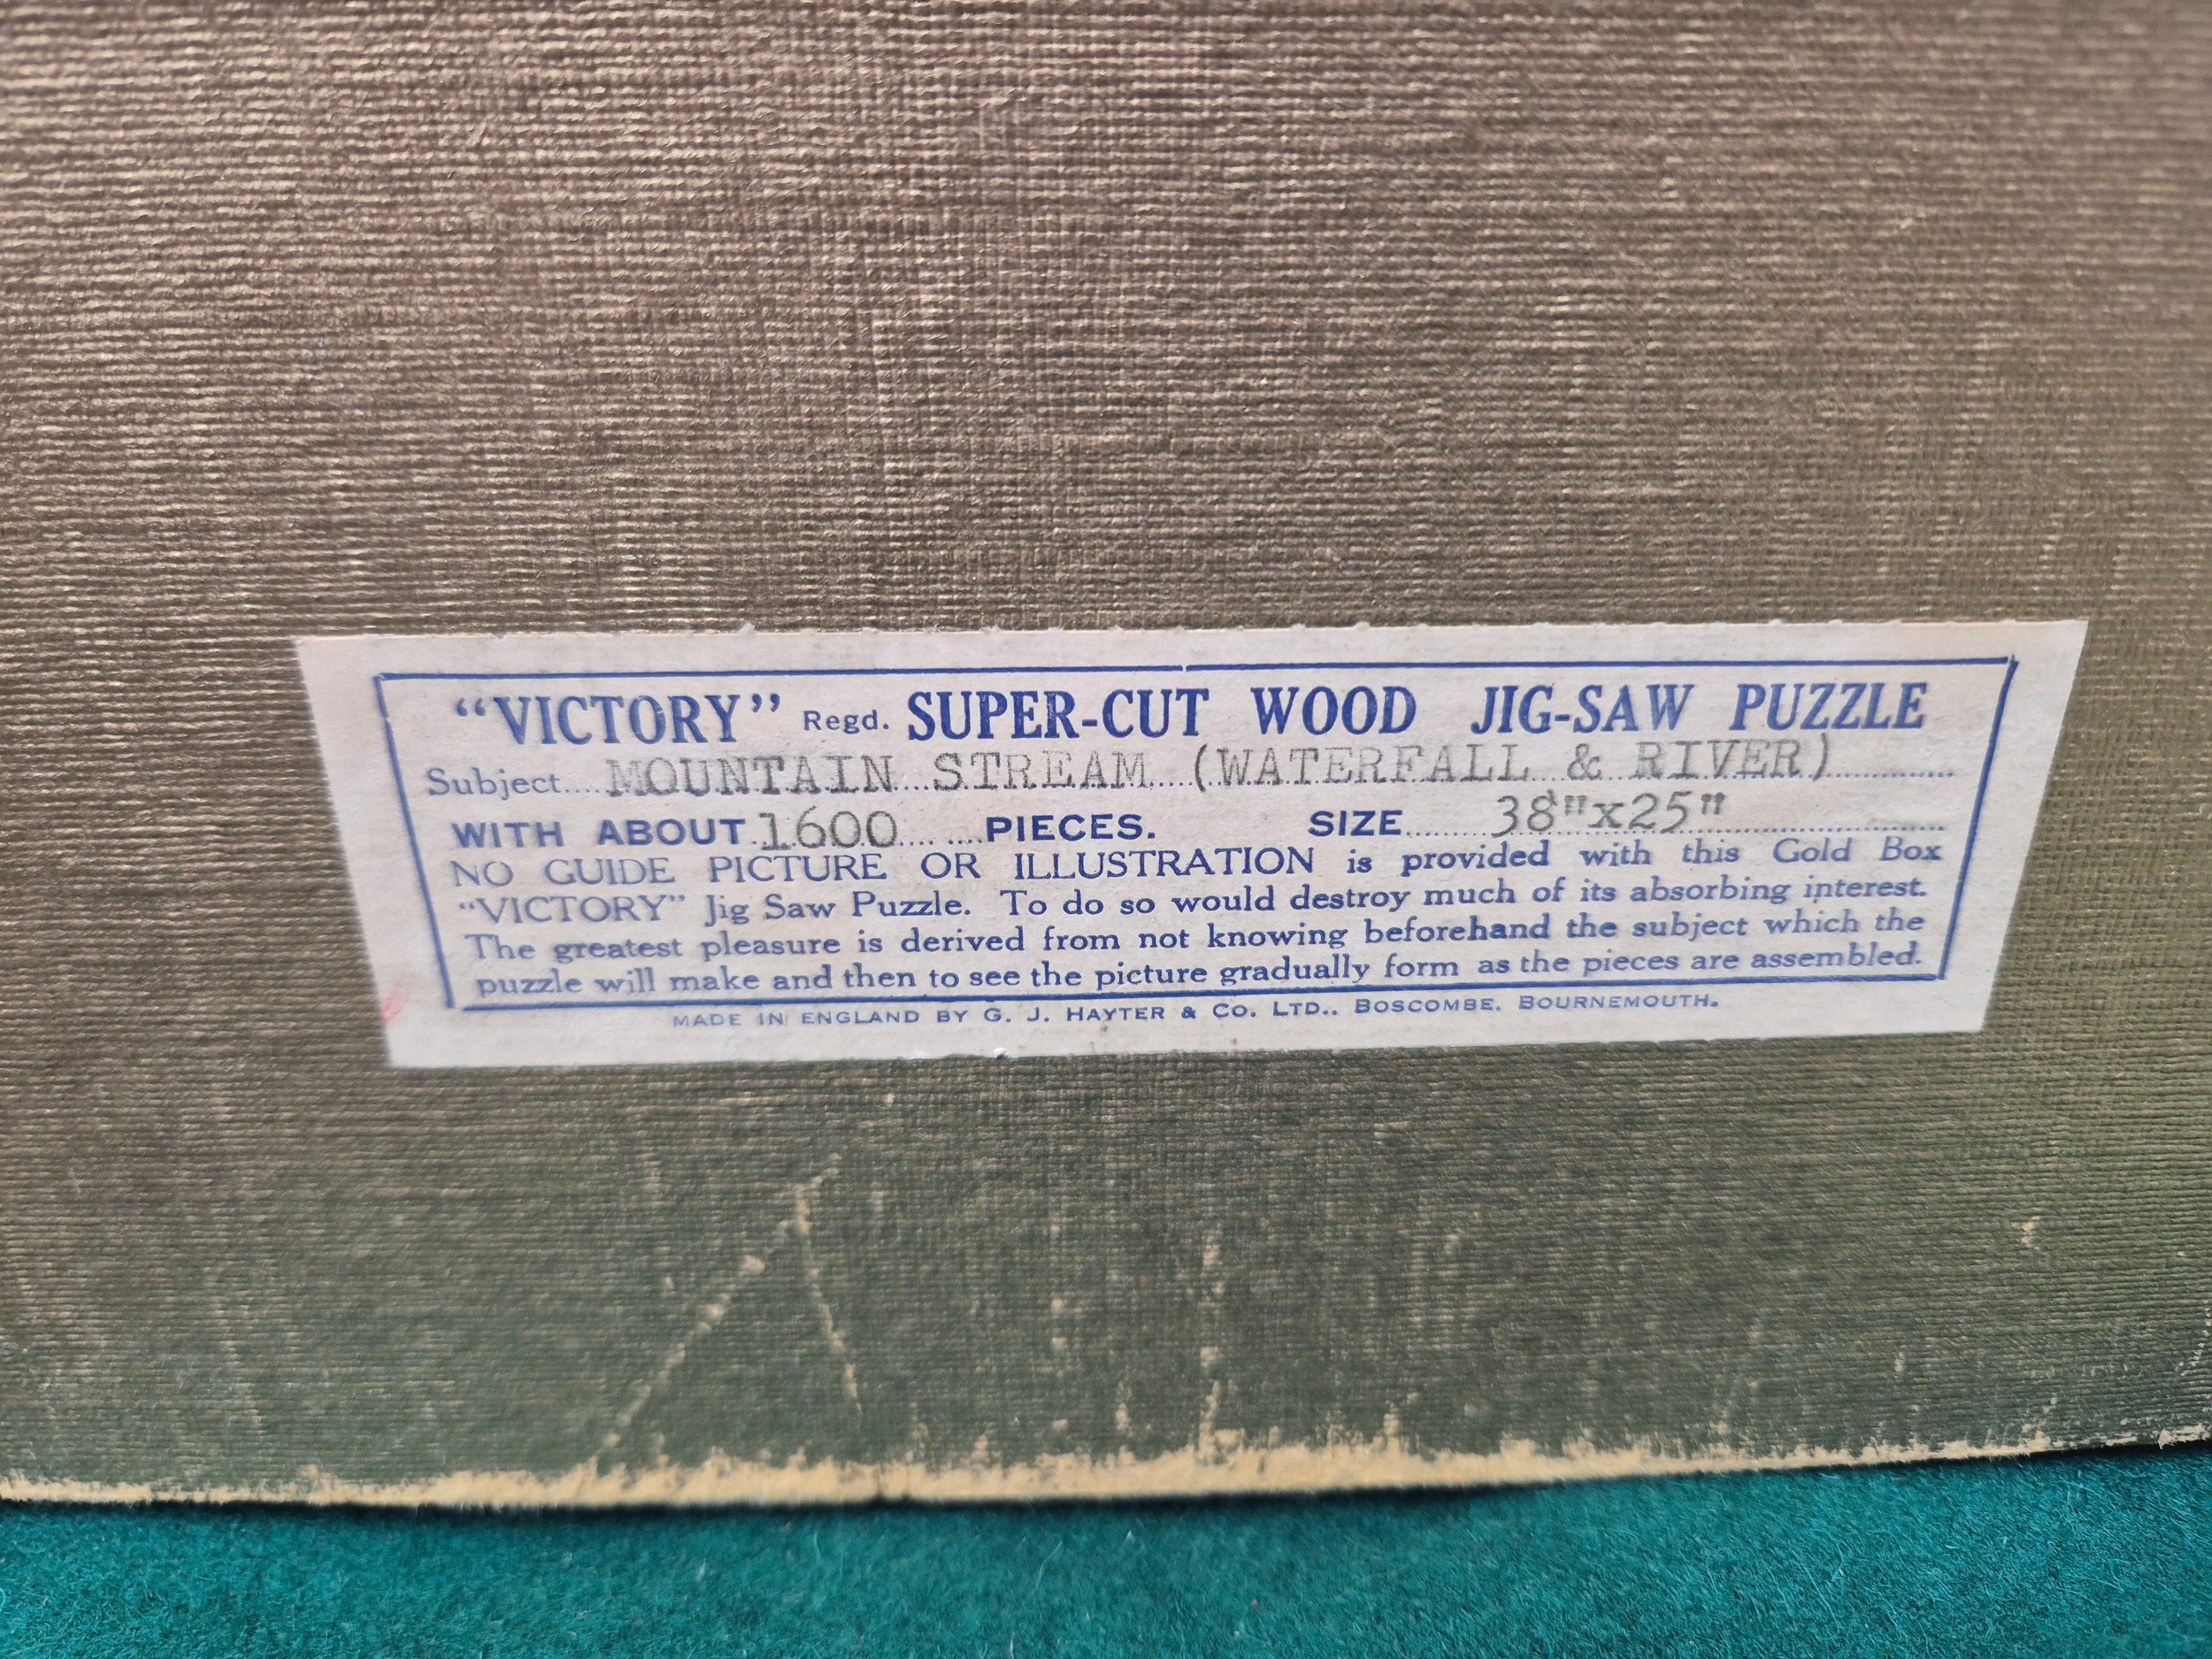 “VICTORY” Regd. SUPER-CUT WOOD JIG-SAW PUZZLE
Subject.... MOUNTAIN STREAM (WATERFALL & RIVER)
WITH ABOUT 1600 PIECES. SIZE 38"x25"
NO GUIDE PICTURE OR ILLUSTRATION is provided with this Gold Box
“VICTORY” Jig Saw Puzzle. To do so would destroy much of its absorbing interest.
The greatest pleasure is derived from not knowing beforehand the subject which the
puzzle will make and then to see the picture gradually form as the pieces are assembled.
MADE IN ENGLAND BY G. J. HAYTER & CO. LTD., BOSCOMBE. BOURNEMOUTH.